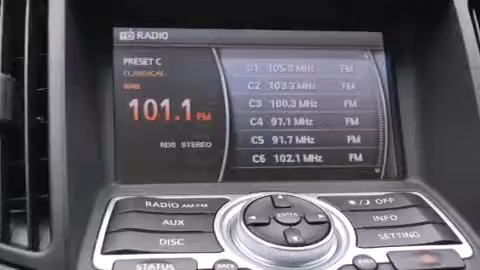 RADIO
PRESET C
CLASSICAL
101.1 FM
RDS STEREO
C1 105.3 MHz FM
C2 103.3 MHz FM
C3 100.3 MHz FM
C4 97.1 MHz FM
C5 91.7 MHz FM
C6 102.1 MHz FM
RADIO AM·FM
AUX
DISC
STATUS
BACK
ENTER
OFF
INFO
SETTING